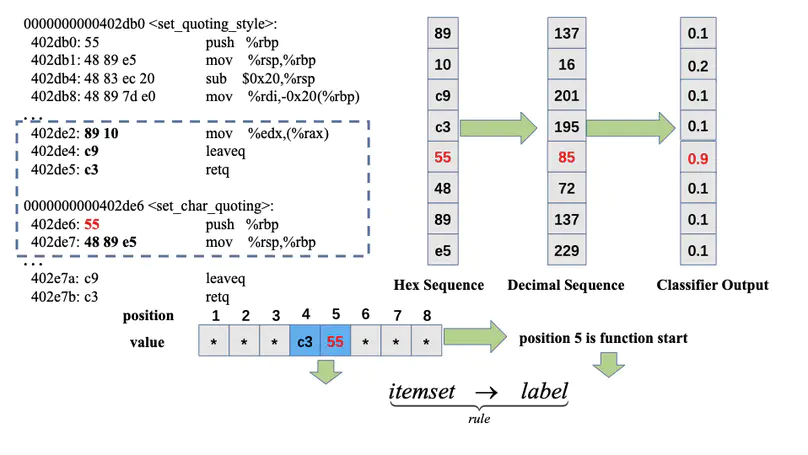 0000000000402db0 <set_quoting_style>:
402db0: 55 push %rbp
402db1: 48 89 e5 mov %rsp,%rbp
402db4: 48 83 ec 20 sub $0x20,%rsp
402db8: 48 89 7d e0 mov %rdi,-0x20(%rbp)
...
402de2: 89 10 mov %edx,(%rax)
402de4: c9 leaveq
402de5: c3 retq
0000000000402de6 <set_char_quoting>:
402de6: 55 push %rbp
402de7: 48 89 e5 mov %rsp,%rbp
...
402e7a: c9 leaveq
402e7b: c3 retq
89 137 0.1
10 16 0.2
c9 201 0.1
c3 195 0.1
55 85 0.9
48 72 0.1
89 137 0.1
e5 229 0.1
Hex Sequence Decimal Sequence Classifier Output
position 1 2 3 4 5 6 7 8
value * * * c3 55 * * *
position 5 is function start
itemset → label
rule